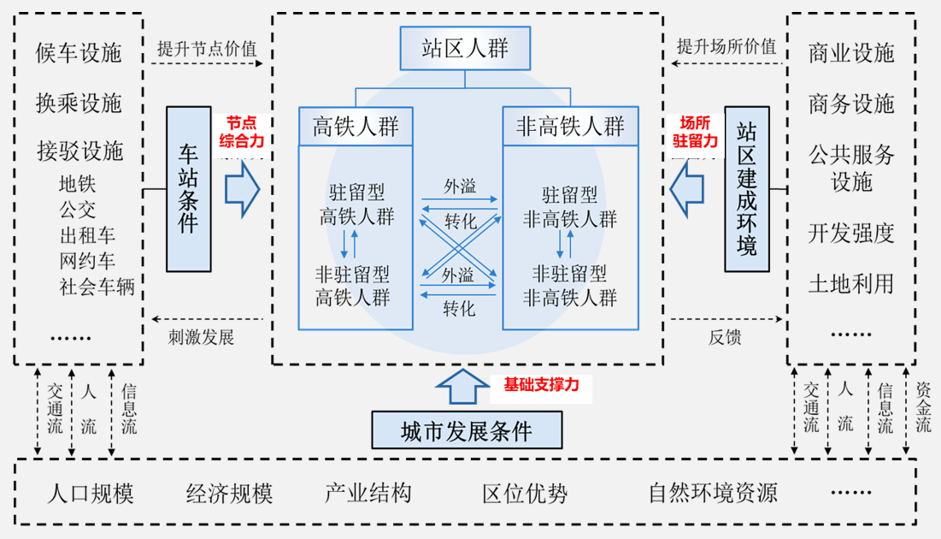 候车设施
换乘设施
接驳设施
地铁
公交
出租车
网约车
社会车辆
……
提升节点价值
车站条件
节点
综合力
刺激发展
站区人群
高铁人群
非高铁人群
驻留型
高铁人群
非驻留型
高铁人群
外溢
转化
外溢
转化
驻留型
非高铁人群
非驻留型
非高铁人群
提升场所价值
场所
驻留力
站区建成环境
反馈
商业设施
商务设施
公共服务
设施
开发强度
土地利用
……
基础支撑力
城市发展条件
交通流
人流
信息流
交通流
人流
信息流
资金流
人口规模
经济规模
产业结构
区位优势
自然环境资源
……